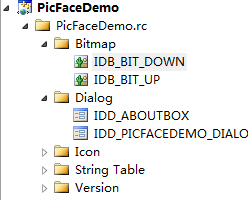 PicFaceDemo
PicFaceDemo.rc
Bitmap
IDB_BIT_DOWN
IDB_BIT_UP
Dialog
IDD_ABOUTBOX
IDD_PICFACEDEMO_DIALO
Icon
String Table
Version